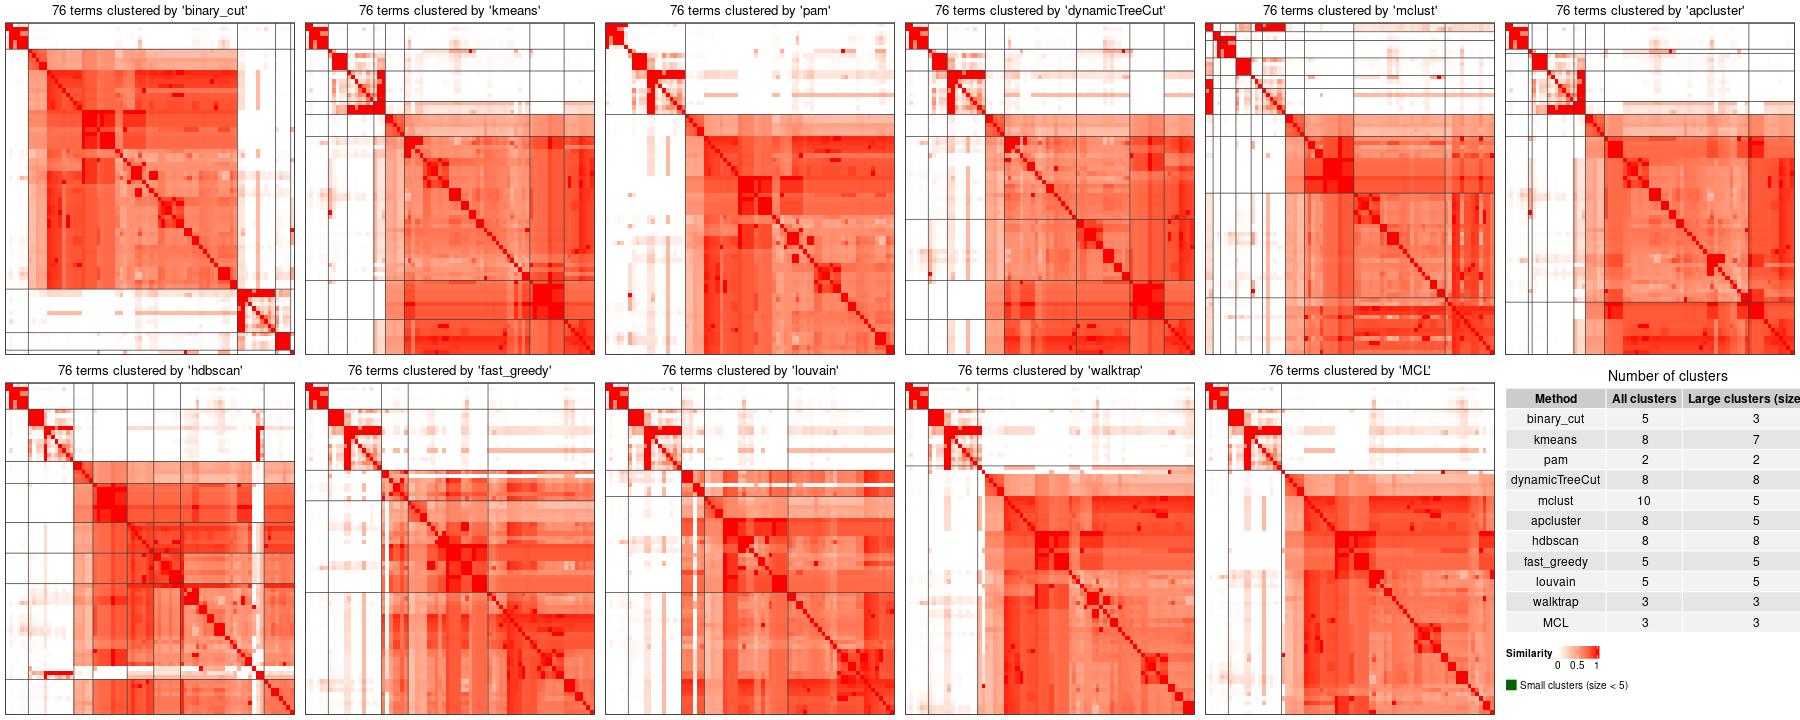 76 terms clustered by 'binary_cut'
76 terms clustered by 'kmeans'
76 terms clustered by 'pam'
76 terms clustered by 'dynamicTreeCut'
76 terms clustered by 'mclust'
76 terms clustered by 'apcluster'
76 terms clustered by 'hdbscan'
76 terms clustered by 'fast_greedy'
76 terms clustered by 'louvain'
76 terms clustered by 'walktrap'
76 terms clustered by 'MCL'
Number of clusters
Method All clusters Large clusters (size
binary_cut 5 3
kmeans 8 7
pam 2 2
dynamicTreeCut 8 8
mclust 10 5
apcluster 8 5
hdbscan 8 8
fast_greedy 5 5
louvain 5 5
walktrap 3 3
MCL 3 3
Similarity
0 0.5 1
Small clusters (size < 5)